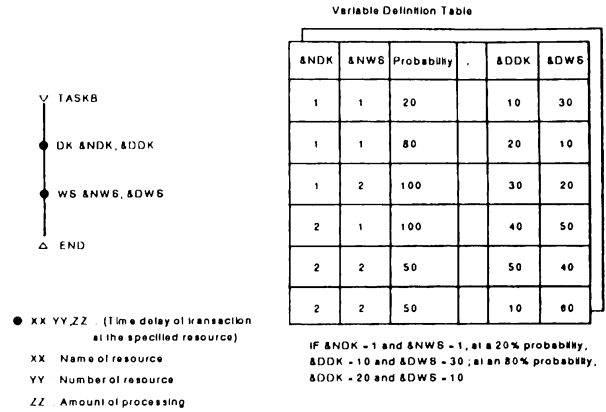 Variable Definition Table
&NDK &NWS Probability . &DDK &DWS
1 1 20 10 30
1 1 80 20 10
1 2 100 30 20
2 1 100 40 50
2 2 50 50 40
2 2 50 10 60
TASKB
DK &NDK, &DDK
WS &NWS, &DWS
END
XX YY,ZZ . (Time delay of transaction
at the specified resource)
XX Name of resource
YY Number of resource
ZZ . Amount of processing
IF &NDK = 1 and &NWS = 1, at a 20% probability,
&DDK = 10 and &DWS = 30 ; at an 80% probability,
&DDK = 20 and &DWS = 10